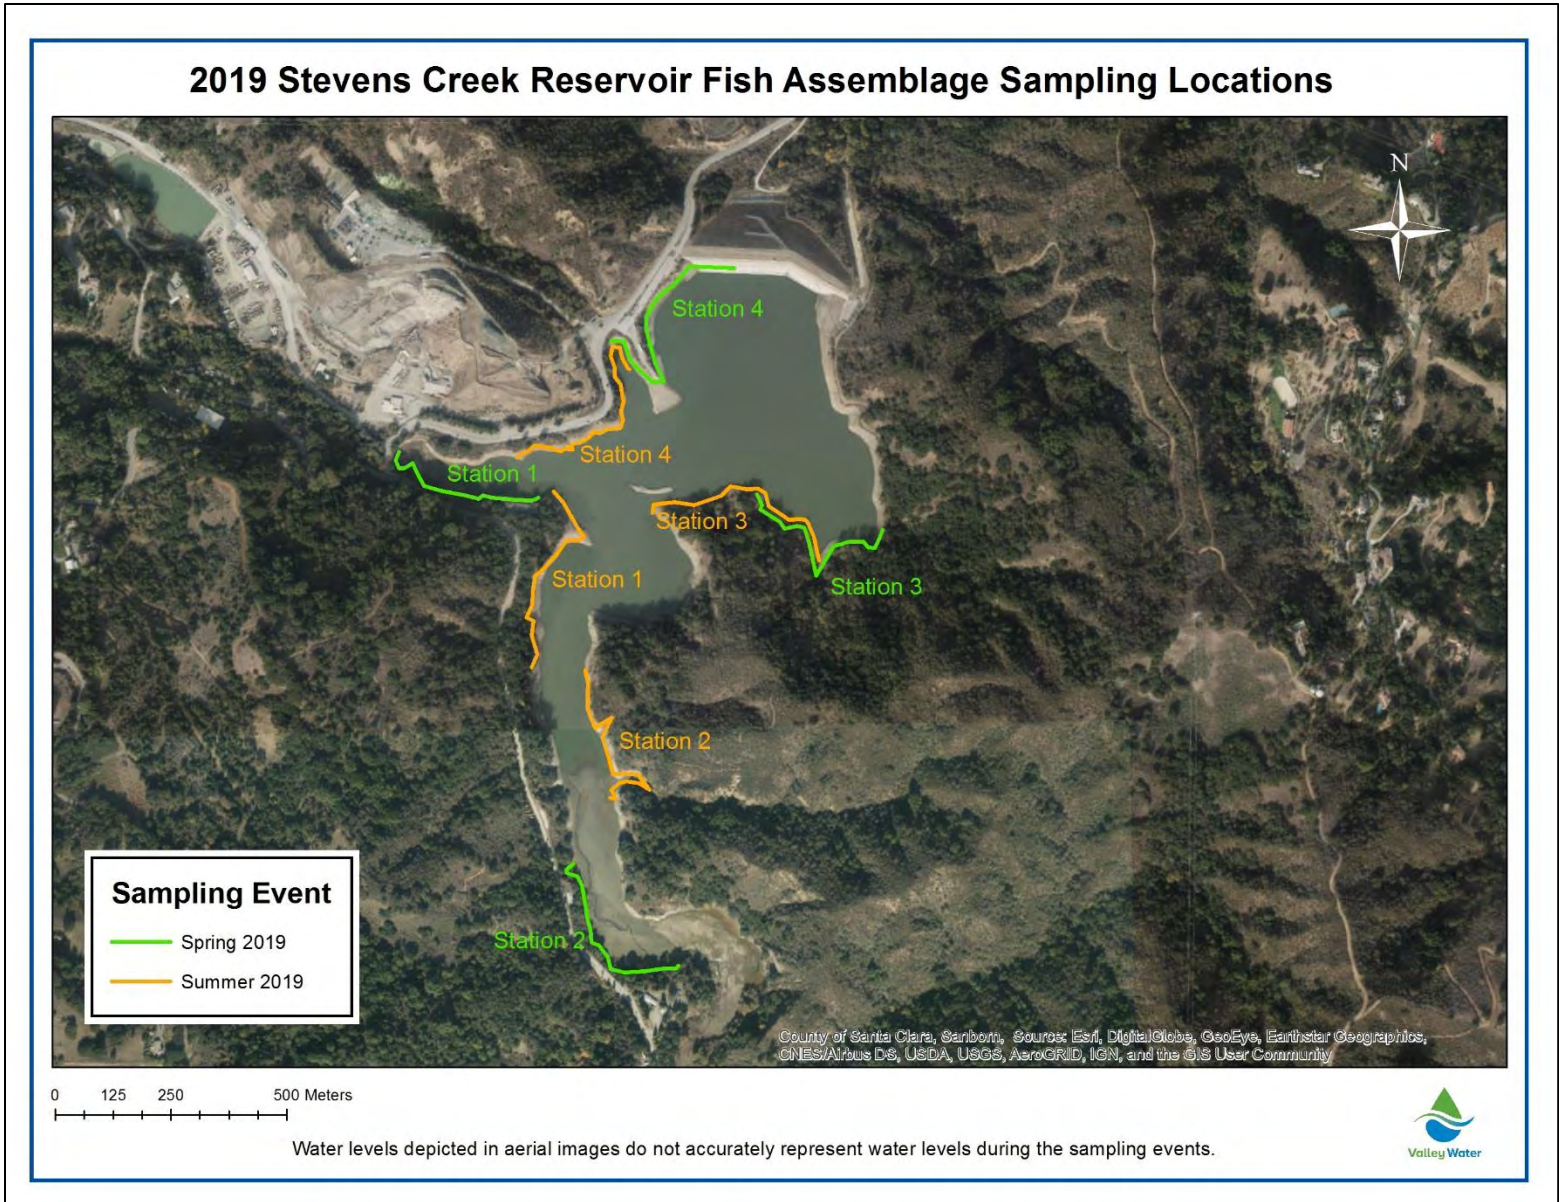 2019 Stevens Creek Reservoir Fish Assemblage Sampling Locations
N
Station 4
Station 4
Station 1
Station 3
Station 1
Station 3
Station 2
Station 2
Sampling Event
Spring 2019
Summer 2019
County of Santa Clara, Sanborn, Source: Esri, DigitalGlobe, GeoEye, Earthstar Geographics,
CNES/Airbus DS, USDA, USGS, AeroGRID, IGN, and the GIS User Community
0 125 250 500 Meters
Water levels depicted in aerial images do not accurately represent water levels during the sampling events.
Valley Water